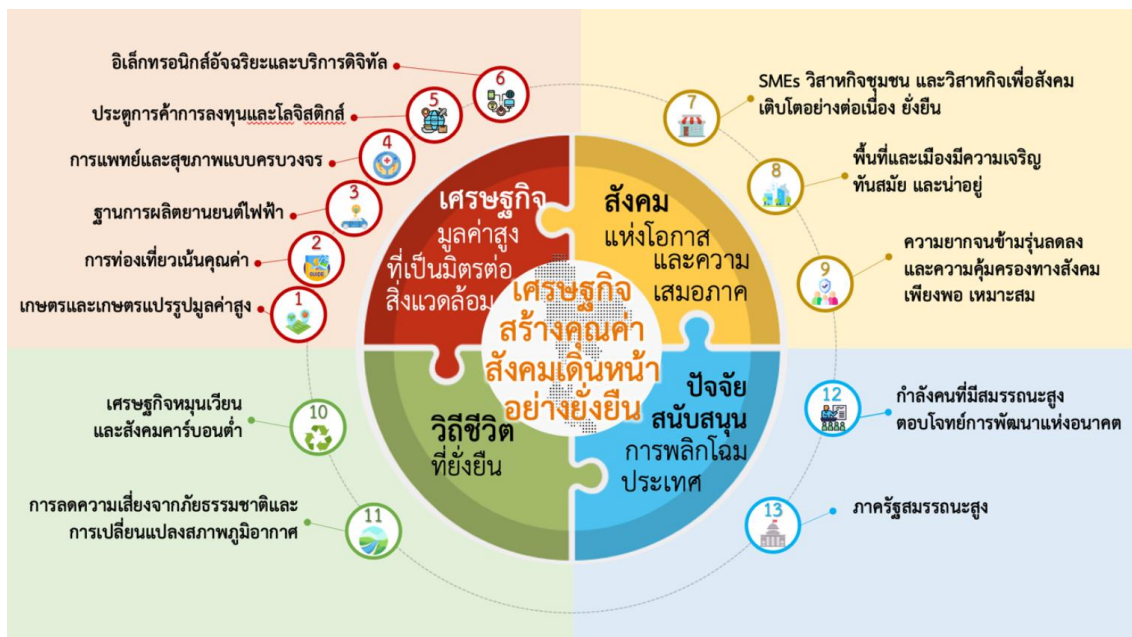 อิเล็กทรอนิกส์อัจฉริยะและบริการดิจิทัล
6
ประตูการค้าการลงทุนและโลจิสติกส์
5
การแพทย์และสุขภาพแบบครบวงจร
4
ฐานการผลิตยานยนต์ไฟฟ้า
3
การท่องเที่ยวเน้นคุณค่า
2
GUIDE
เกษตรและเกษตรแปรรูปมูลค่าสูง
1
เศรษฐกิจ
มูลค่าสูง
ที่เป็นมิตรต่อ
สิ่งแวดล้อม
สังคม
แห่งโอกาส
และความ
เสมอภาค
7
SMEs วิสาหกิจชุมชน และวิสาหกิจเพื่อสังคม
เติบโตอย่างต่อเนื่อง ยั่งยืน
8
พื้นที่และเมืองมีความเจริญ
ทันสมัย และน่าอยู่
9
ความยากจนข้ามรุ่นลดลง
และความคุ้มครองทางสังคม
เพียงพอ เหมาะสม
เศรษฐกิจ
สร้างคุณค่า
สังคมเดินหน้า
อย่างยั่งยืน
เศรษฐกิจหมุนเวียน
และสังคมคาร์บอนต่ำ
10
การลดความเสี่ยงจากภัยธรรมชาติและ
การเปลี่ยนแปลงสภาพภูมิอากาศ
11
วิถีชีวิต
ที่ยั่งยืน
ปัจจัย
สนับสนุน
การพลิกโฉม
ประเทศ
12
กำลังคนที่มีสมรรถนะสูง
ตอบโจทย์การพัฒนาแห่งอนาคต
13
ภาครัฐสมรรถนะสูง